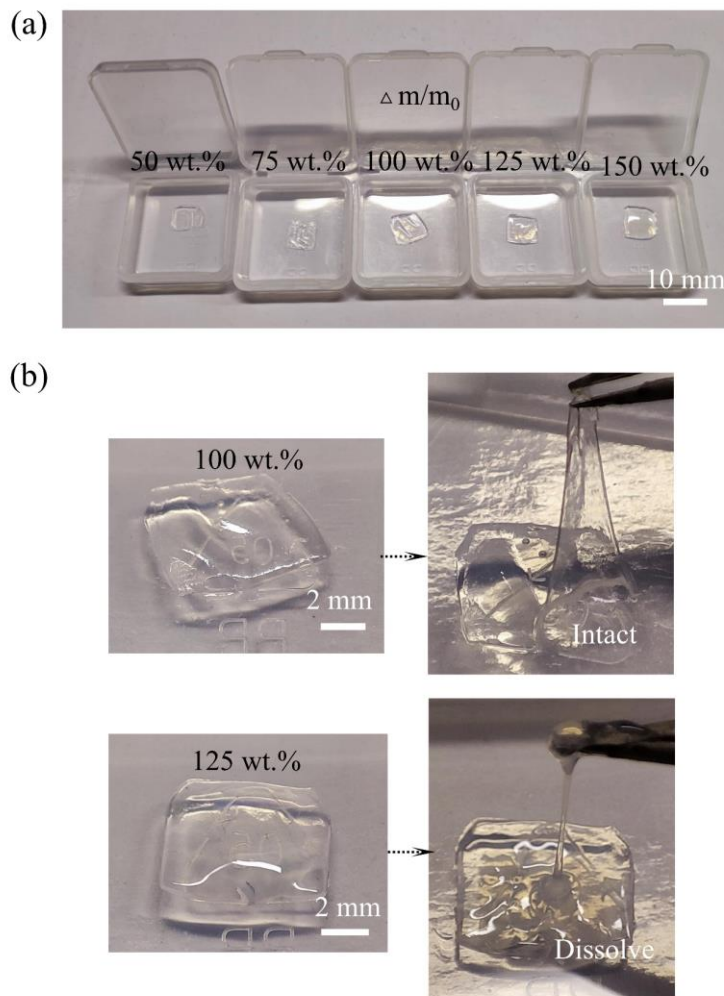 (a)
△ m/m₀
50 wt.% 75 wt.% 100 wt.% 125 wt.% 150 wt.%
10 mm
(b)
100 wt.%
2 mm
Intact
125 wt.%
2 mm
Dissolve